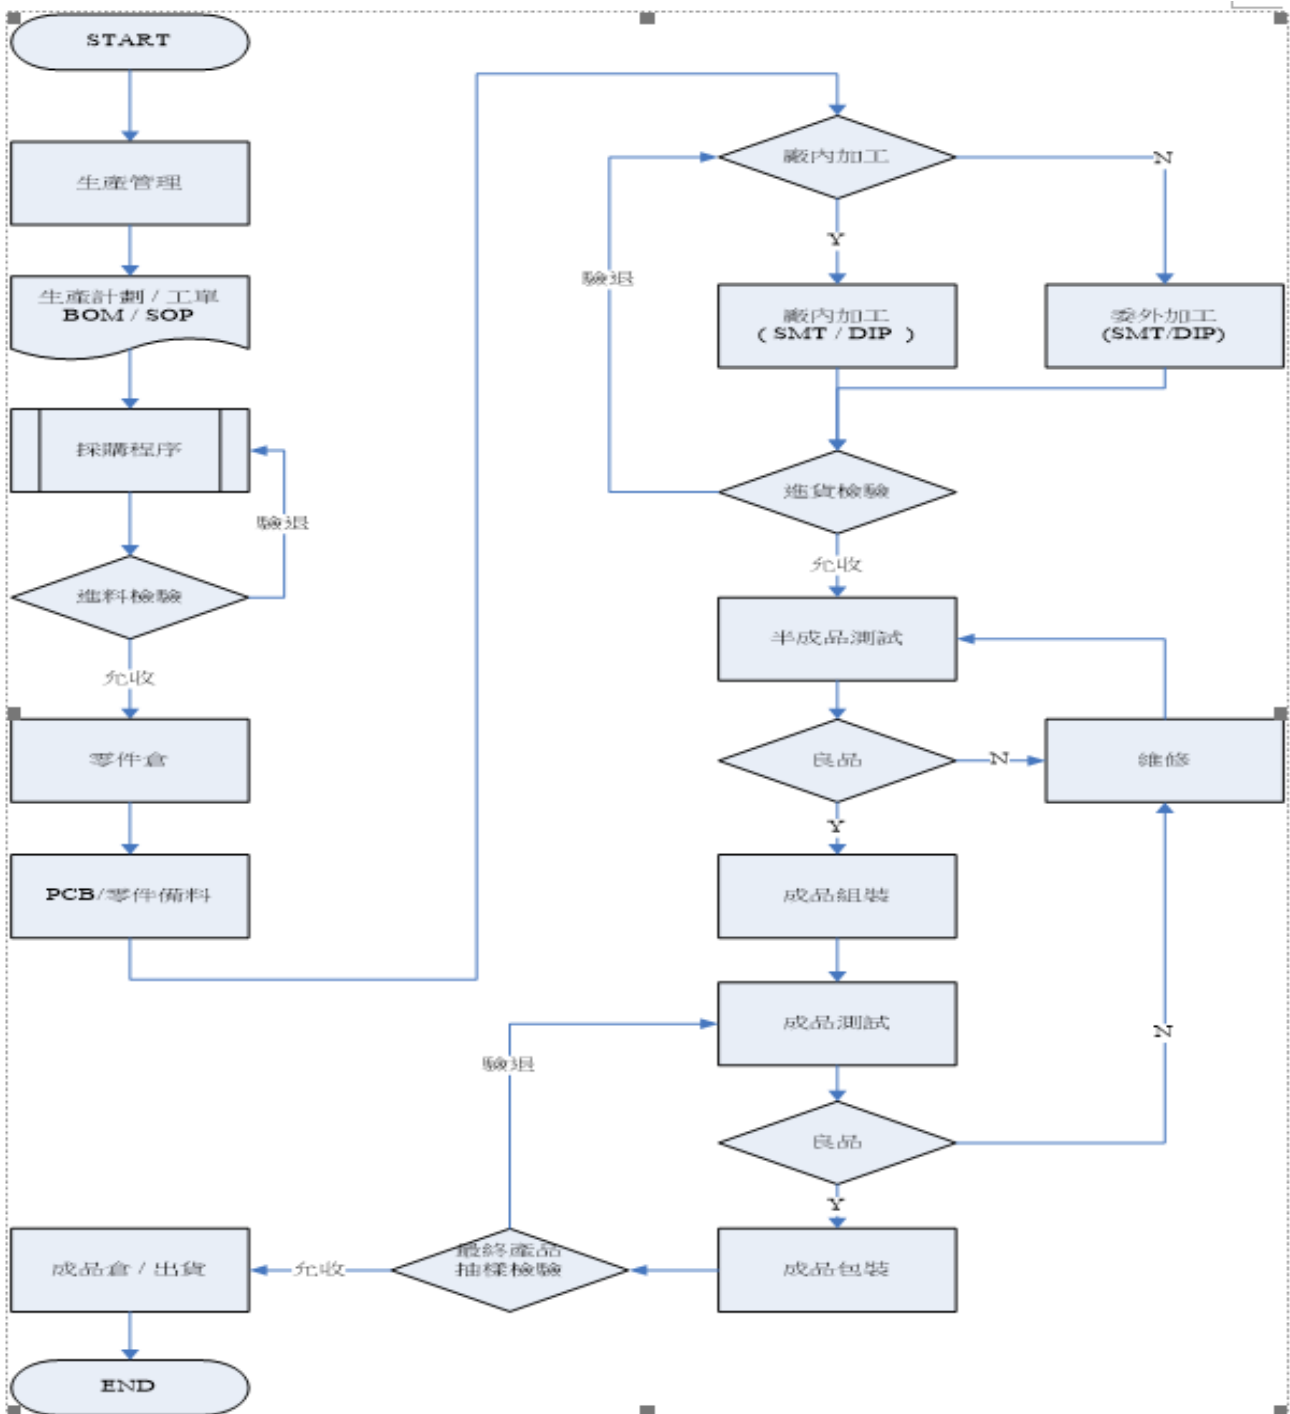 START
生產管理
生產計劃 / 工單
BOM / SOP
採購程序
驗退
進料檢驗
允收
零件倉
PCB/零件備料
廠內加工
N
Y
驗退
廠內加工
( SMT / DIP )
委外加工
(SMT/DIP)
進貨檢驗
允收
半成品測試
良品
N
維修
Y
成品組裝
成品測試
N
驗退
良品
Y
成品包裝
最終產品
抽樣檢驗
允收
成品倉 / 出貨
END